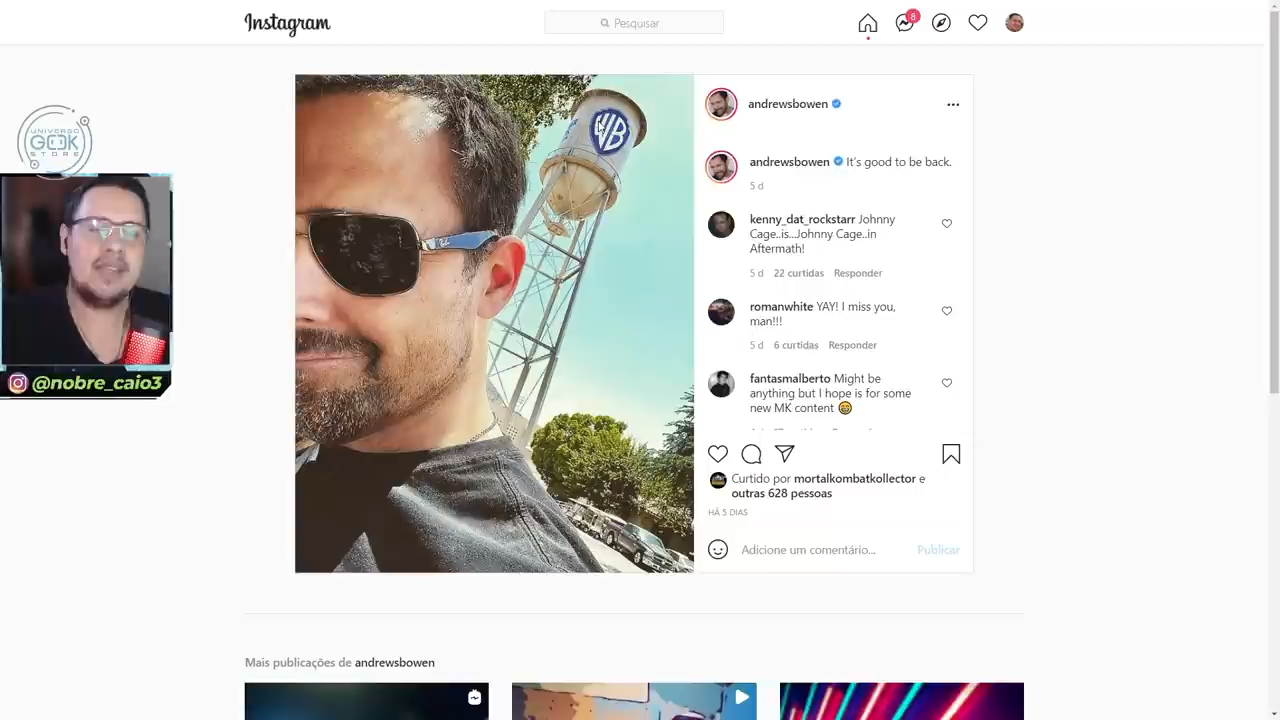 Instagram
Pesquisar
8
UNIVERSO
GEEK
STORE
@nobre_caio3
WB
andrewsbowen
andrewsbowen It's good to be back.
5 d
kenny_dat_rockstarr Johnny
Cage..is...Johnny Cage..in
Aftermath!
5 d 22 curtidas Responder
romanwhite YAY! I miss you,
man!!!
5 d 6 curtidas Responder
fantasmalberto Might be
anything but I hope is for some
new MK content 😁
Curtido por mortalkombatkollector e
outras 628 pessoas
HÁ 5 DIAS
Adicione um comentário... Publicar
Mais publicações de andrewsbowen